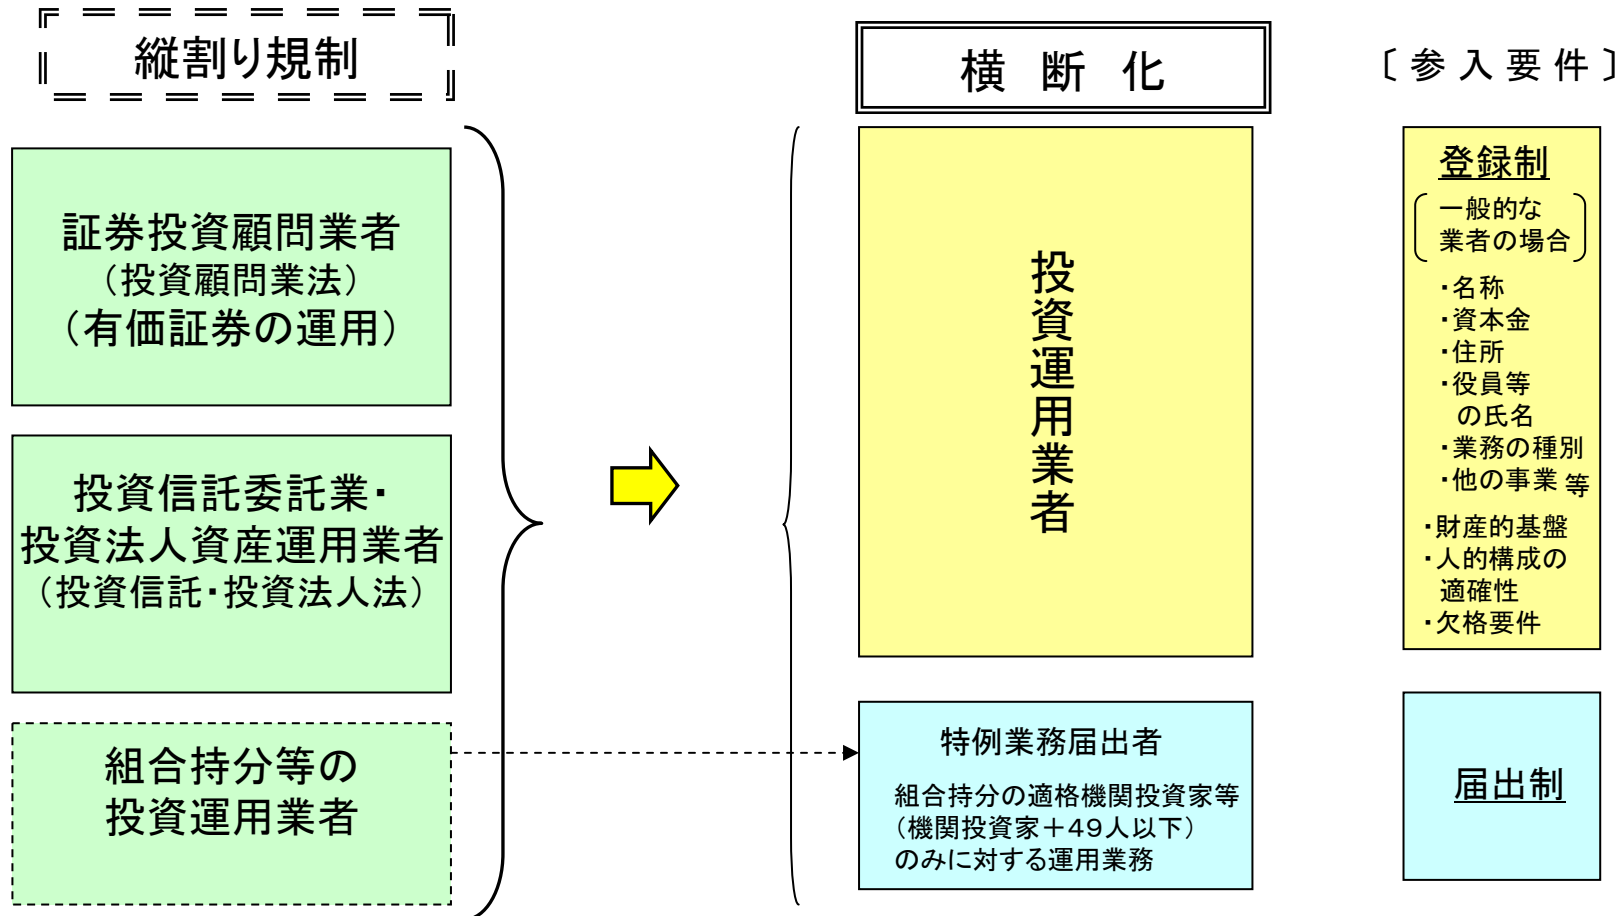 縦割り規制
証券投資顧問業者
（投資顧問業法）
（有価証券の運用）
投資信託委託業・
投資法人資産運用業者
（投資信託・投資法人法）
組合持分等の
投資運用業者
横断化
投資運用業者
特例業務届出者
組合持分の適格機関投資家等
（機関投資家＋４９人以下）
のみに対する運用業務
〔参入要件〕
登録制
一般的な
業者の場合
・名称
・資本金
・住所
・役員等
の氏名
・業務の種別
・他の事業 等
・財産的基盤
・人的構成の
適確性
・欠格要件
届出制